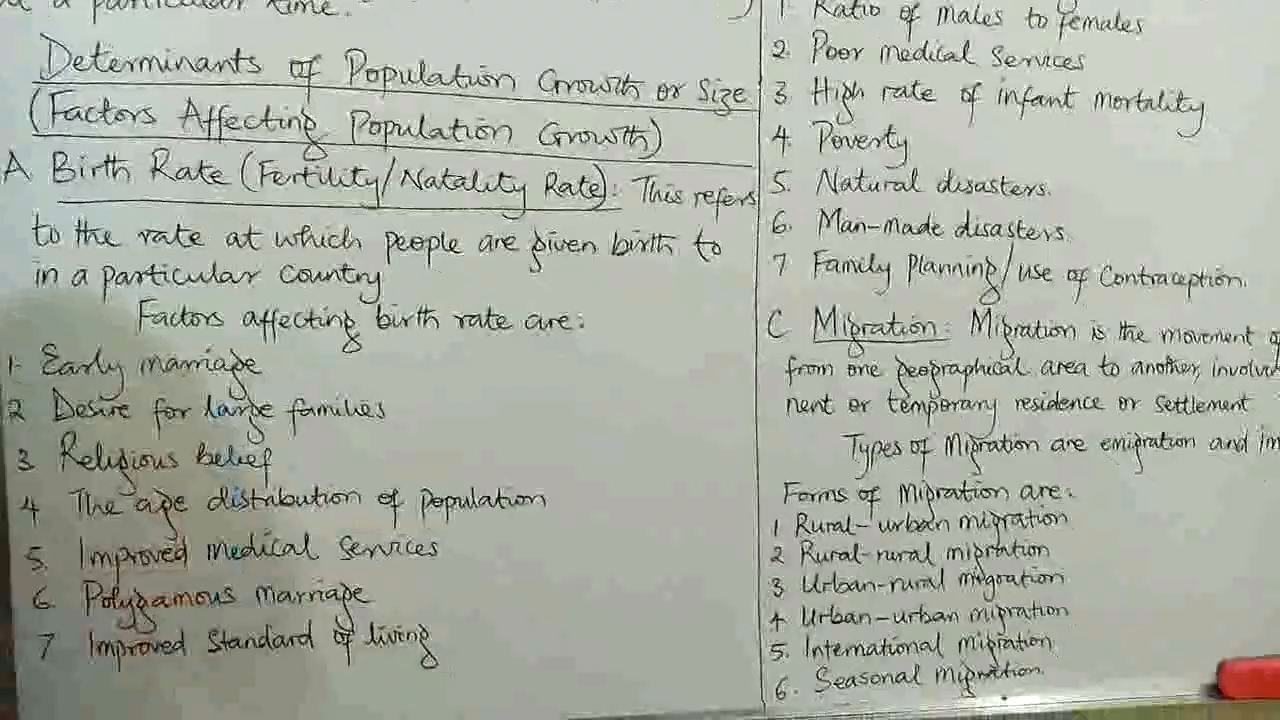 a particular time.
Determinants of Population Growth or Size
(Factors Affecting Population Growth)
A Birth Rate (Fertility/Natality Rate): This refers
to the rate at which people are given birth to
in a particular country
Factors affecting birth rate are:
1. Early marriage
2 Desire for large families
3 Religious belief
4 The age distribution of population
5. Improved Medical Services
6 Polygamous marriage
7 Improved Standard of living
1. Ratio of males to females
2. Poor medical Services
3 High rate of infant mortality
4. Poverty
5. Natural disasters.
6. Man-made disasters.
7 Family Planning/use of Contraception.
C Migration: Migration is the movement
from one geographical area to another, involv
nent or temporary residence or settlement
Types of Migration are emigration and im
Forms of Migration are:
1 Rural-urban migration
2 Rural-rural migration
3 Urban-rural migration
4 Urban-urban migration
5. International migration
6. Seasonal migration.